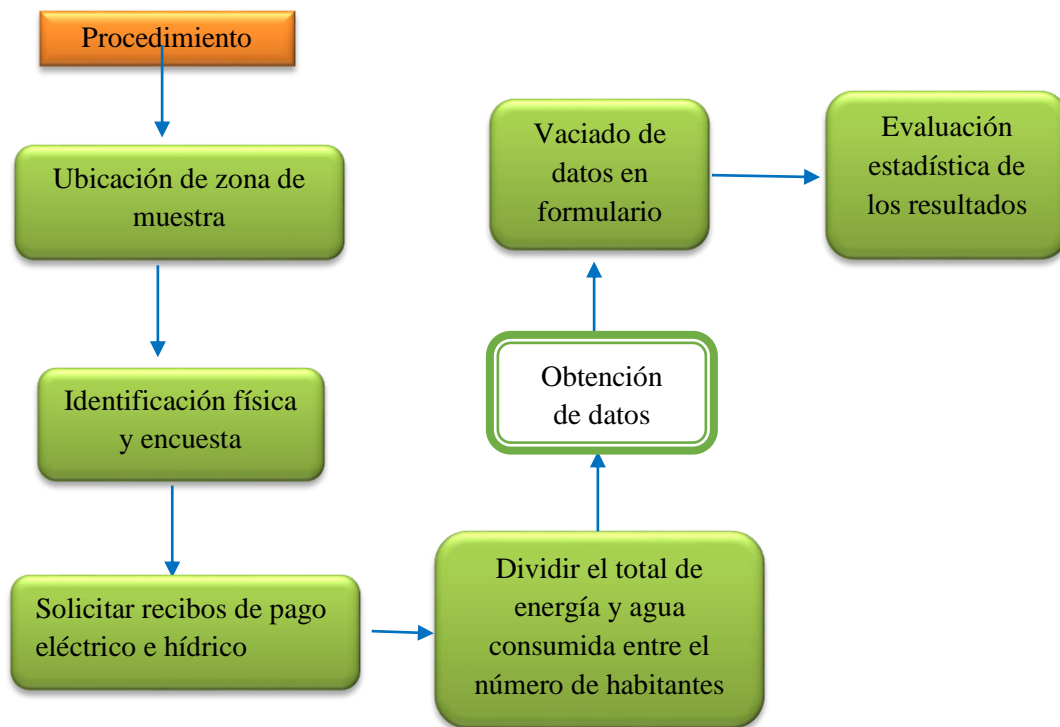 Procedimiento
Ubicación de zona de
muestra
Identificación física
y encuesta
Solicitar recibos de pago
eléctrico e hídrico
Dividir el total de
energía y agua
consumida entre el
número de habitantes
Obtención
de datos
Vaciado de
datos en
formulario
Evaluación
estadística de
los resultados